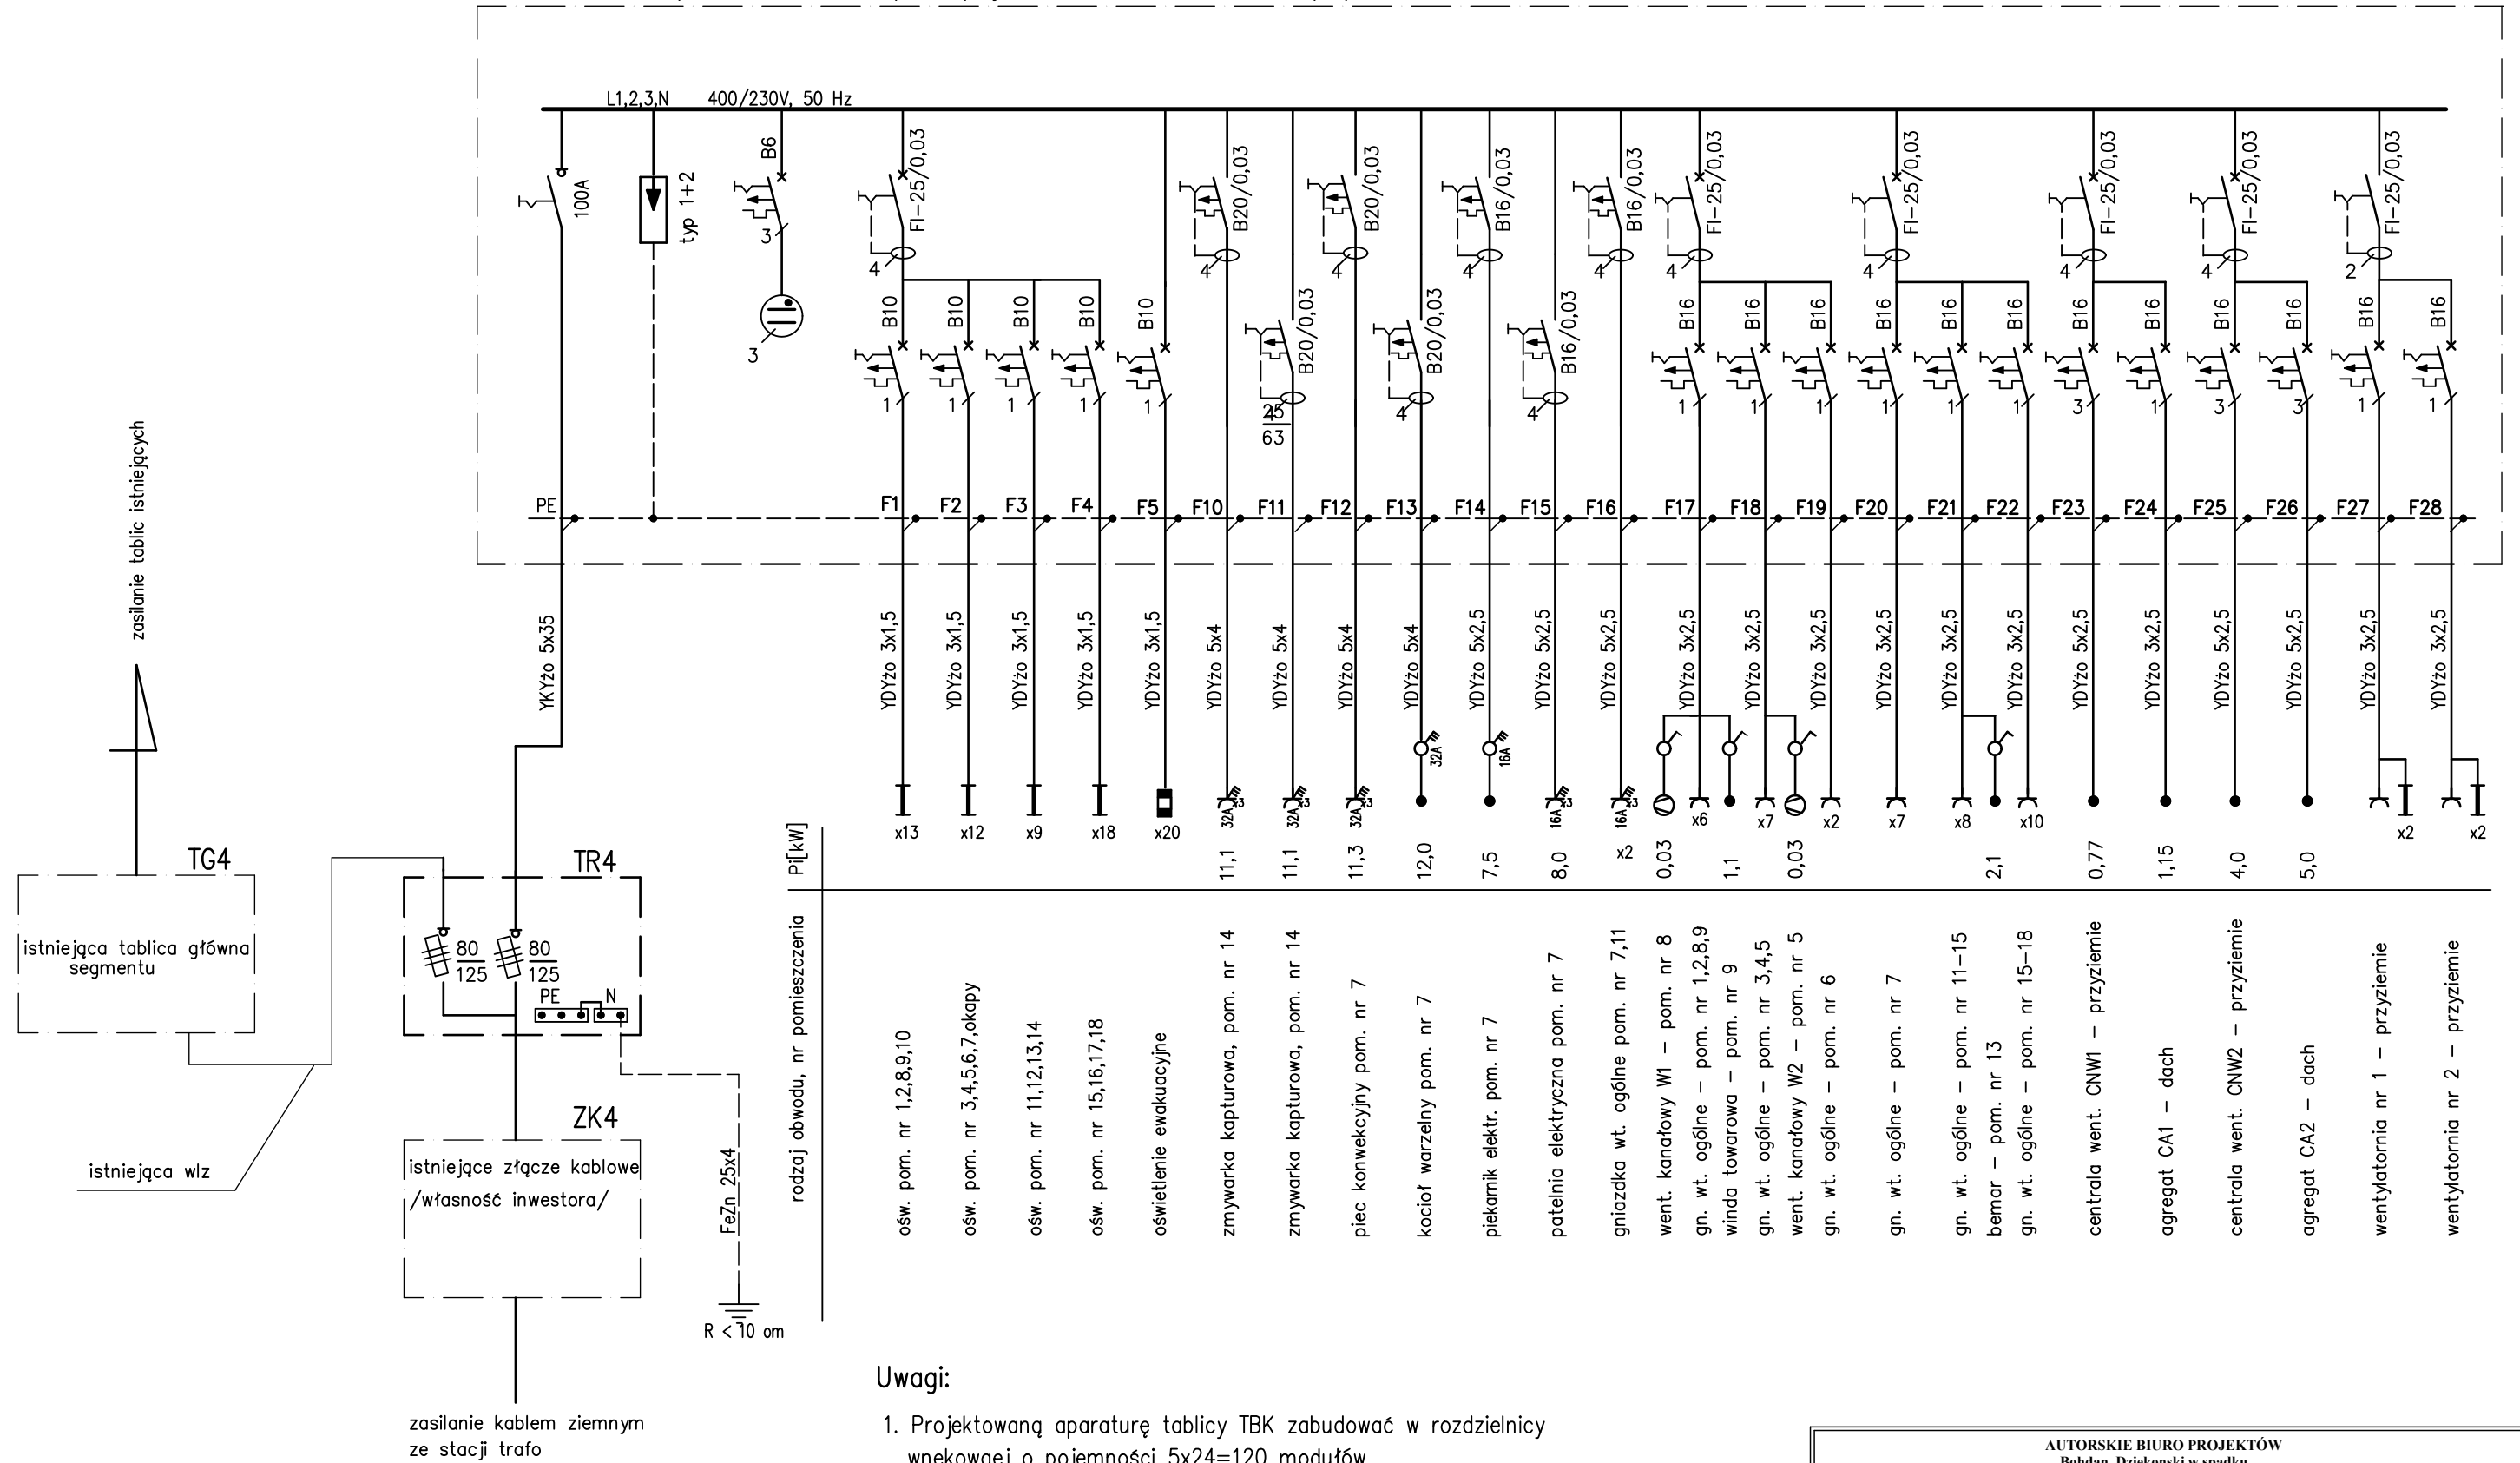 L1,2,3,N
400/230V, 50 Hz
100A
typ 1+2
B6
3
3
FI-25/0,03
4
B20/0,03
4
B20/0,03
4
B16/0,03
4
B16/0,03
4
FI-25/0,03
4
FI-25/0,03
4
FI-25/0,03
4
FI-25/0,03
4
FI-25/0,03
2
B10
B10
B10
B10
B10
B20/0,03
B20/0,03
B16/0,03
B16
B16
B16
B16
B16
B16
B16
B16
B16
B16
B16
B16
1
1
1
1
1
4
25
63
4
4
1
1
1
1
1
1
3
1
3
3
1
1
PE
F1
F2
F3
F4
F5
F10
F11
F12
F13
F14
F15
F16
F17
F18
F19
F20
F21
F22
F23
F24
F25
F26
F27
F28
zasilanie tablic istniejących
YKYżo 5x35
YDYżo 3x1,5
YDYżo 3x1,5
YDYżo 3x1,5
YDYżo 3x1,5
YDYżo 3x1,5
YDYżo 5x4
YDYżo 5x4
YDYżo 5x4
YDYżo 5x4
YDYżo 5x2,5
YDYżo 5x2,5
YDYżo 5x2,5
YDYżo 3x2,5
YDYżo 3x2,5
YDYżo 3x2,5
YDYżo 3x2,5
YDYżo 3x2,5
YDYżo 3x2,5
YDYżo 5x2,5
YDYżo 3x2,5
YDYżo 5x2,5
YDYżo 5x2,5
YDYżo 3x2,5
YDYżo 3x2,5
32A
16A
x13
x12
x9
x18
x20
32A x3
32A x3
32A x3
16A x3
16A x3
x2
x6
x7
x2
x7
x8
x10
x2
x2
Pi[kW]
11,1
11,1
11,3
12,0
7,5
8,0
0,03
1,1
0,03
2,1
0,77
1,15
4,0
5,0
rodzaj obwodu, nr pomieszczenia
ośw. pom. nr 1,2,8,9,10
ośw. pom. nr 3,4,5,6,7,okapy
ośw. pom. nr 11,12,13,14
ośw. pom. nr 15,16,17,18
oświetlenie ewakuacyjne
zmywarka kapturowa, pom. nr 14
zmywarka kapturowa, pom. nr 14
piec konwekcyjny pom. nr 7
kocioł warzelny pom. nr 7
piekarnik elektr. pom. nr 7
patelnia elektryczna pom. nr 7
gniazdka wt. ogólne pom. nr 7,11
went. kanałowy W1 – pom. nr 8
gn. wt. ogólne – pom. nr 1,2,8,9
winda towarowa – pom. nr 9
gn. wt. ogólne – pom. nr 3,4,5
went. kanałowy W2 – pom. nr 5
gn. wt. ogólne – pom. nr 6
gn. wt. ogólne – pom. nr 7
gn. wt. ogólne – pom. nr 11–15
bemar – pom. nr 13
gn. wt. ogólne – pom. nr 15–18
centrala went. CNW1 – przyziemie
agregat CA1 – dach
centrala went. CNW2 – przyziemie
agregat CA2 – dach
wentylatornia nr 1 – przyziemie
wentylatornia nr 2 – przyziemie
TG4
istniejąca tablica główna
segmentu
TR4
80
125
80
125
PE
N
istniejąca wlz
ZK4
istniejące złącze kablowe
/własność inwestora/
FeZn 25x4
R < 10 om
zasilanie kablem ziemnym
ze stacji trafo
Uwagi:
1. Projektowaną aparaturę tablicy TBK zabudować w rozdzielnicy
wnękowaej o pojemności 5x24=120 modułów
AUTORSKIE BIURO PROJEKTÓW
Bohdan Dziekonski w spadku